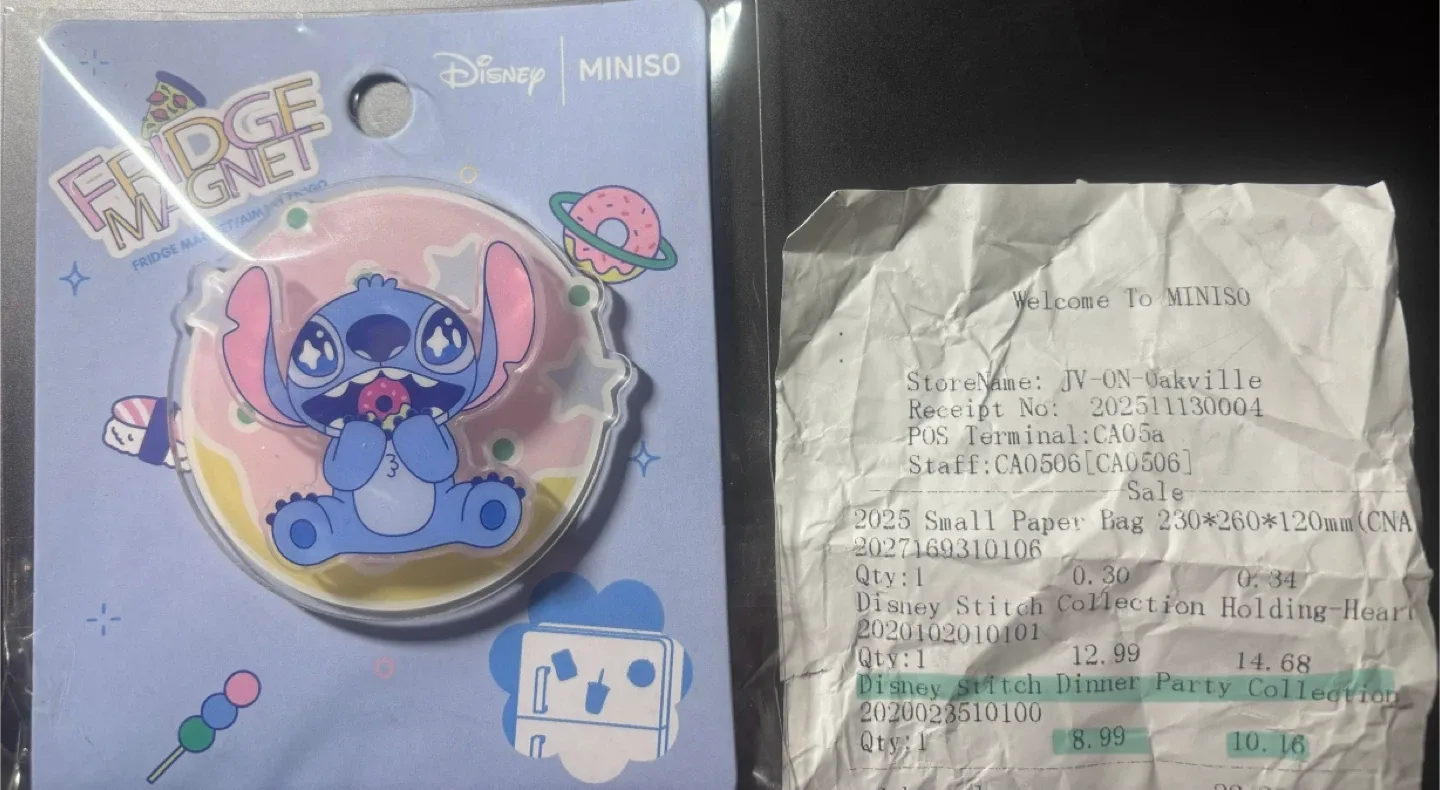 Disney | MINISO
FRIDGE
MAGNET
Welcome To MINISO
StoreName: JV-ON-Oakville
Receipt No: 202511130004
POS Terminal:CA05a
Staff:CA0506[CA0506]
Sale
2025 Small Paper Bag 230*260*120mm(CNA
2027169310106
Qty:1 0.30 0.34
Disney Stitch Collection Holding-Heart
2020102010101
Qty:1 12.99 14.68
Disney Stitch Dinner Party Collection
2020023510100
Qty:1 8.99 10.16